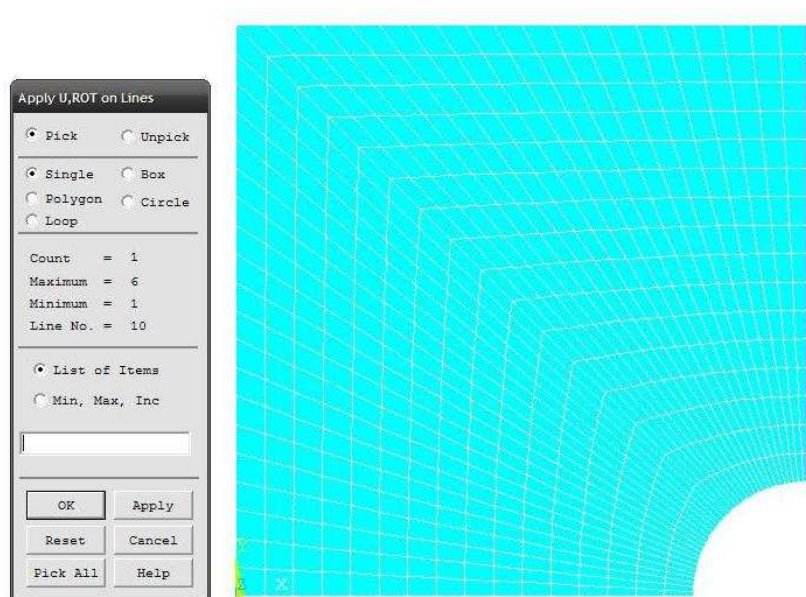 Apply U,ROT on Lines
Pick Unpick
Single Box
Polygon Circle
Loop
Count = 1
Maximum = 6
Minimum = 1
Line No. = 10
List of Items
Min, Max, Inc
OK Apply
Reset Cancel
Pick All Help
Y
Z X